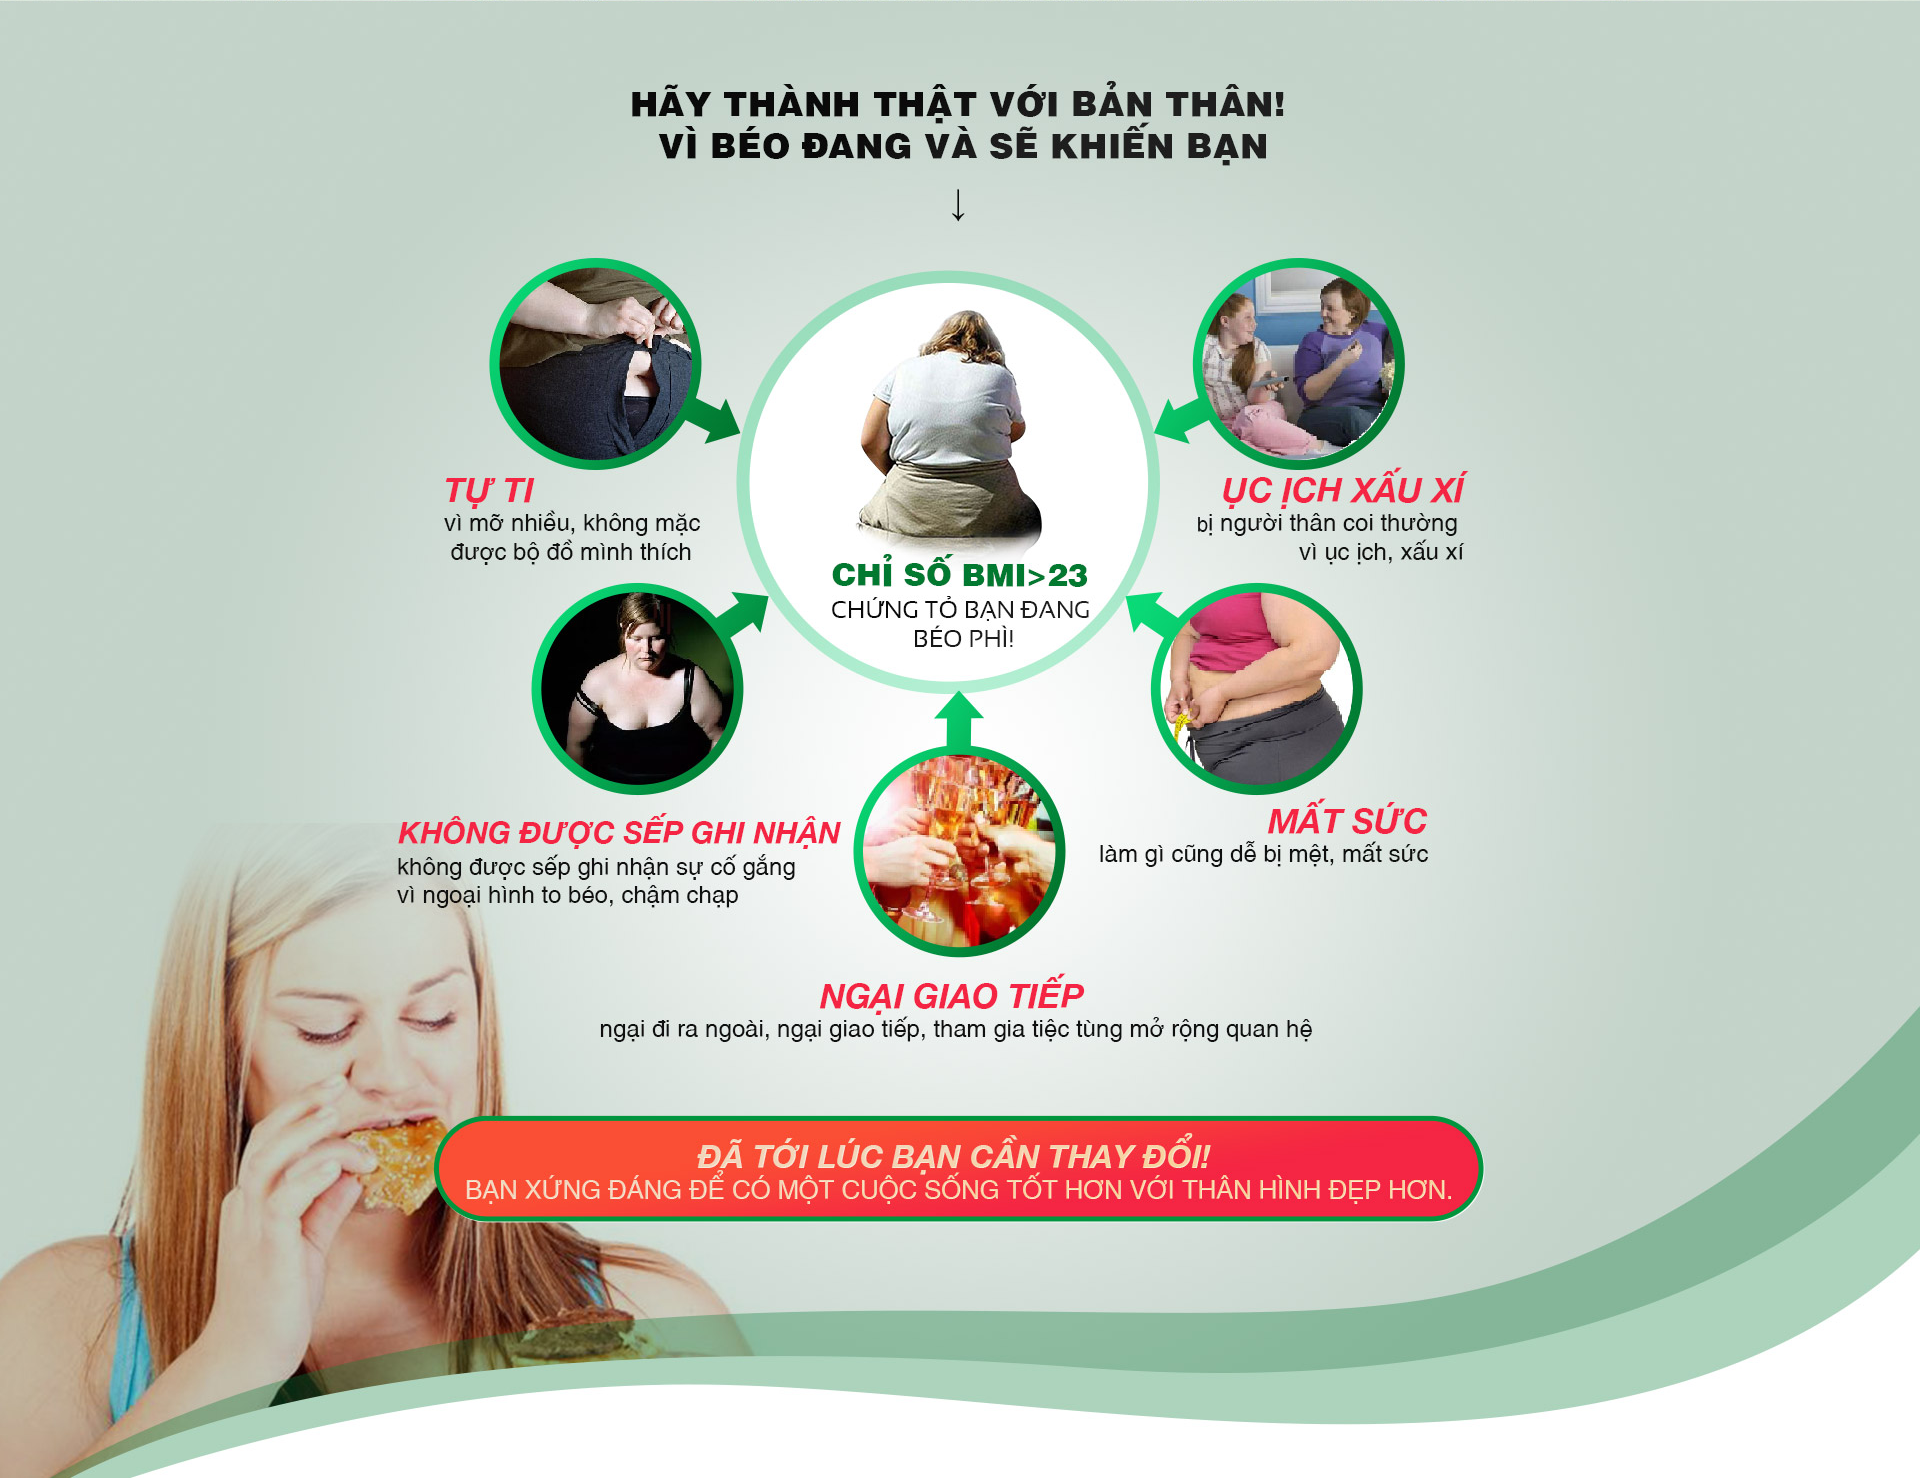 HÃY THÀNH THẬT VỚI BẢN THÂN!
VÌ BÉO ĐANG VÀ SẼ KHIẾN BẠN
↓
TỰ TI
vì mỡ nhiều, không mặc
được bộ đồ mình thích
ỤC ỊCH XẤU XÍ
bị người thân coi thường
vì ục ịch, xấu xí
CHỈ SỐ BMI>23
CHỨNG TỎ BẠN ĐANG
BÉO PHÌ!
KHÔNG ĐƯỢC SẾP GHI NHẬN
không được sếp ghi nhận sự cố gắng
vì ngoại hình to béo, chậm chạp
MẤT SỨC
làm gì cũng dễ bị mệt, mất sức
NGẠI GIAO TIẾP
ngại đi ra ngoài, ngại giao tiếp, tham gia tiệc tùng mở rộng quan hệ
ĐÃ TỚI LÚC BẠN CẦN THAY ĐỔI!
BẠN XỨNG ĐÁNG ĐỂ CÓ MỘT CUỘC SỐNG TỐT HƠN VỚI THÂN HÌNH ĐẸP HƠN.